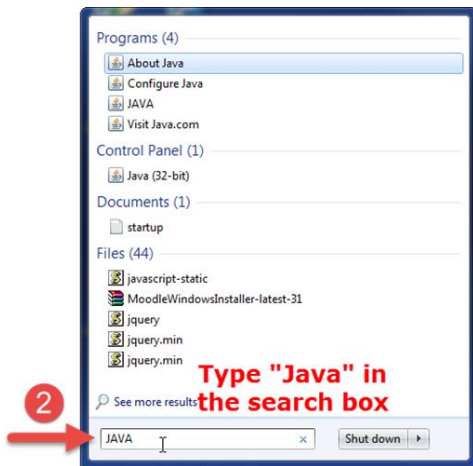 Programs (4)
About Java
Configure Java
JAVA
Visit Java.com
Control Panel (1)
Java (32-bit)
Documents (1)
startup
Files (44)
javascript-static
MoodleWindowsInstaller-latest-31
jquery
jquery.min
jquery.min
Type "Java" in
the search box
See more results
2
JAVA
Shut down